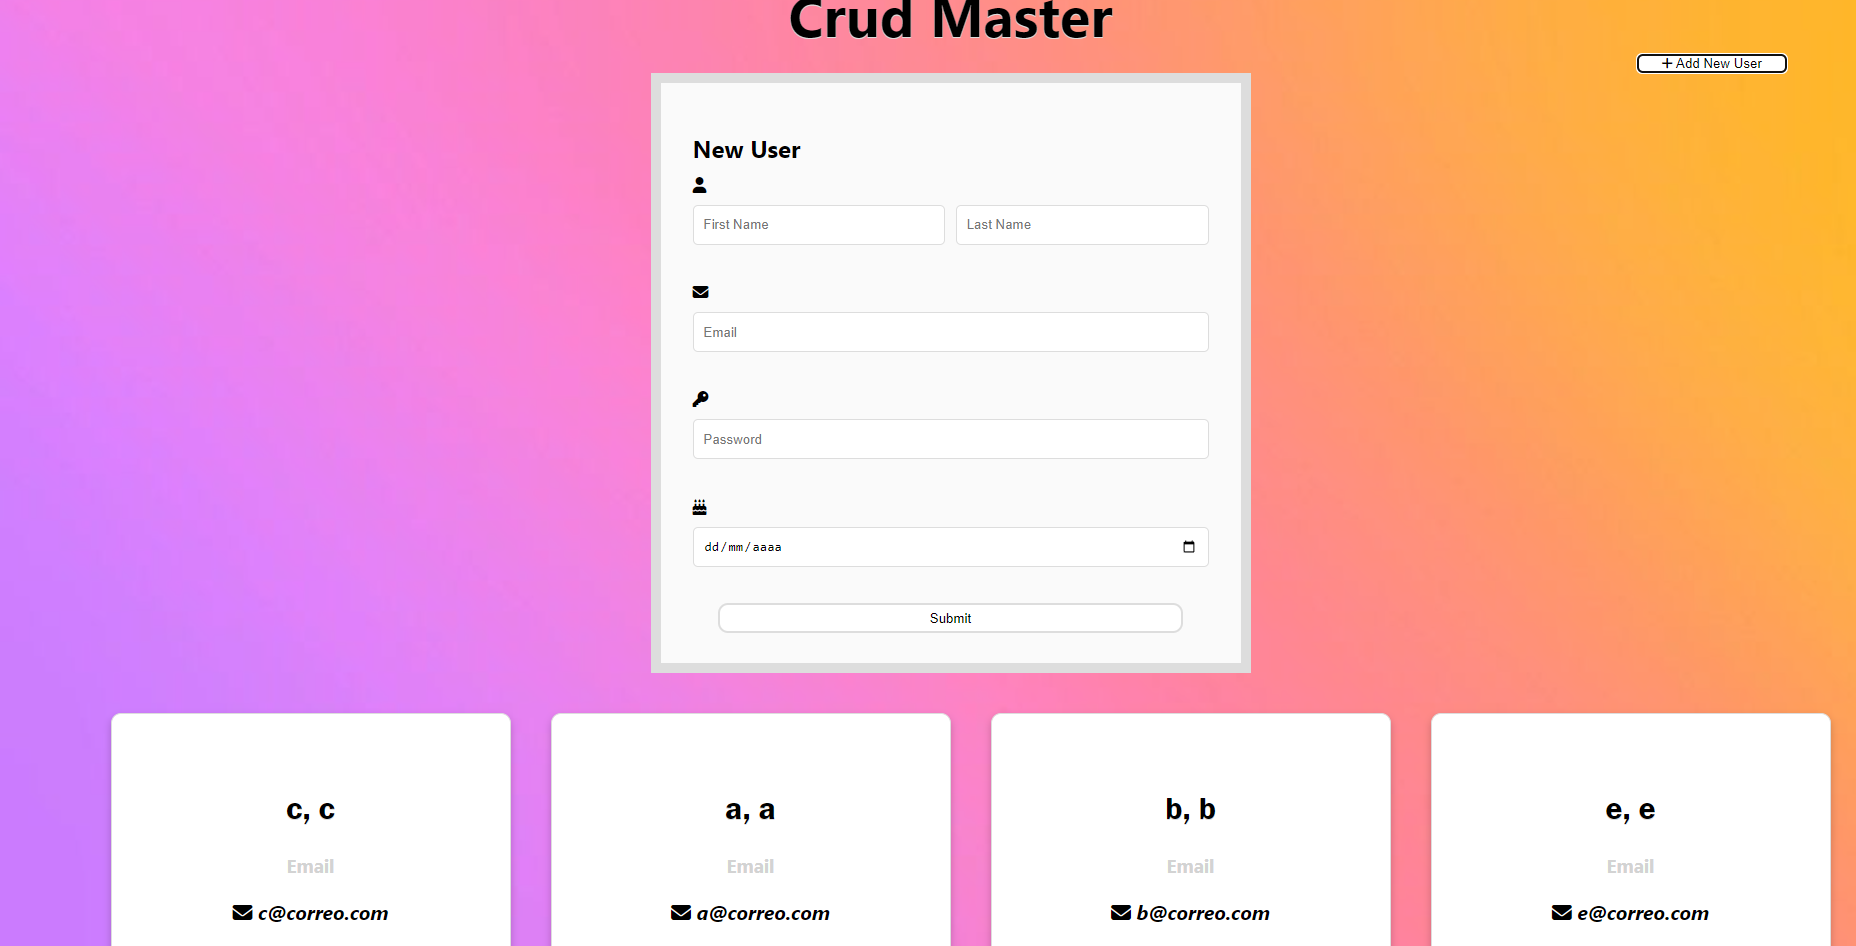 Crud Master
Add New User
New User
First Name
Last Name
Email
Password
dd/mm/aaaa
Submit
c, c
Email
c@correo.com
a, a
Email
a@correo.com
b, b
Email
b@correo.com
e, e
Email
e@correo.com